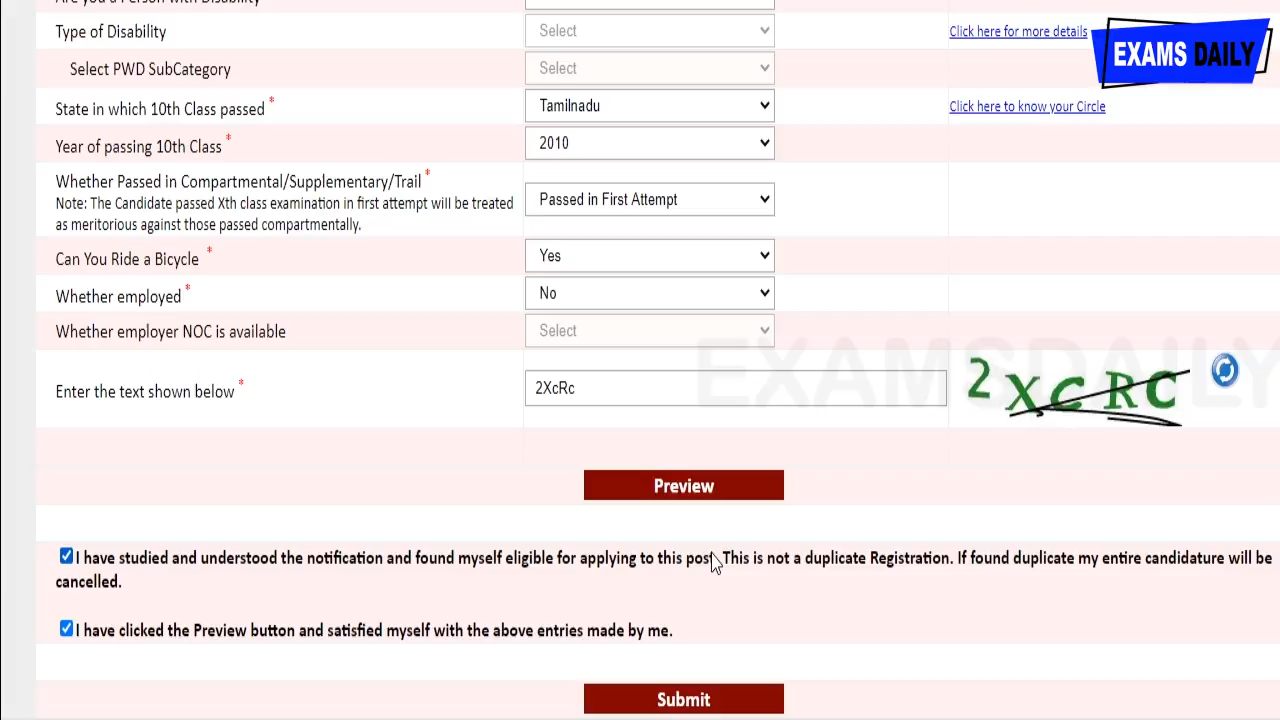 Are you a Person with Disability
Type of Disability Select Click here for more details
EXAMS DAILY
Select PWD SubCategory Select
State in which 10th Class passed * Tamilnadu Click here to know your Circle
Year of passing 10th Class * 2010
Whether Passed in Compartmental/Supplementary/Trail *
Note: The Candidate passed Xth class examination in first attempt will be treated
as meritorious against those passed compartmentally.
Passed in First Attempt
Can You Ride a Bicycle * Yes
Whether employed * No
Whether employer NOC is available Select
EXAMSDAILY
Enter the text shown below * 2XcRc 2XCRC
Preview
I have studied and understood the notification and found myself eligible for applying to this post. This is not a duplicate Registration. If found duplicate my entire candidature will be
cancelled.
I have clicked the Preview button and satisfied myself with the above entries made by me.
Submit